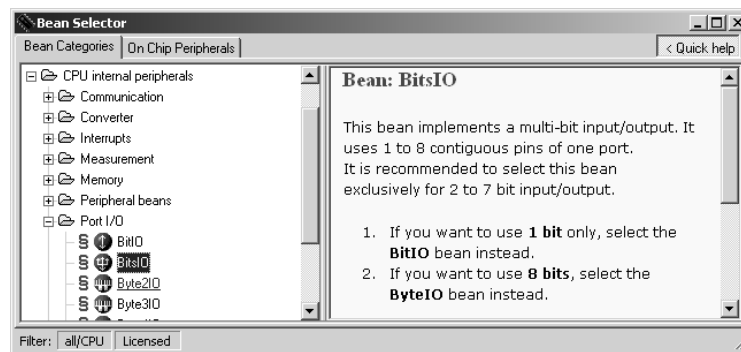 Bean Selector
Bean Categories
On Chip Peripherals
< Quick help
CPU internal peripherals
Communication
Converter
Interrupts
Measurement
Memory
Peripheral beans
Port I/O
BitIO
BitsIO
Byte2IO
Byte3IO
Bean: BitsIO
This bean implements a multi-bit input/output. It
uses 1 to 8 contiguous pins of one port.
It is recommended to select this bean
exclusively for 2 to 7 bit input/output.
1. If you want to use 1 bit only, select the
BitIO bean instead.
2. If you want to use 8 bits, select the
ByteIO bean instead.
Filter: all/CPU Licensed